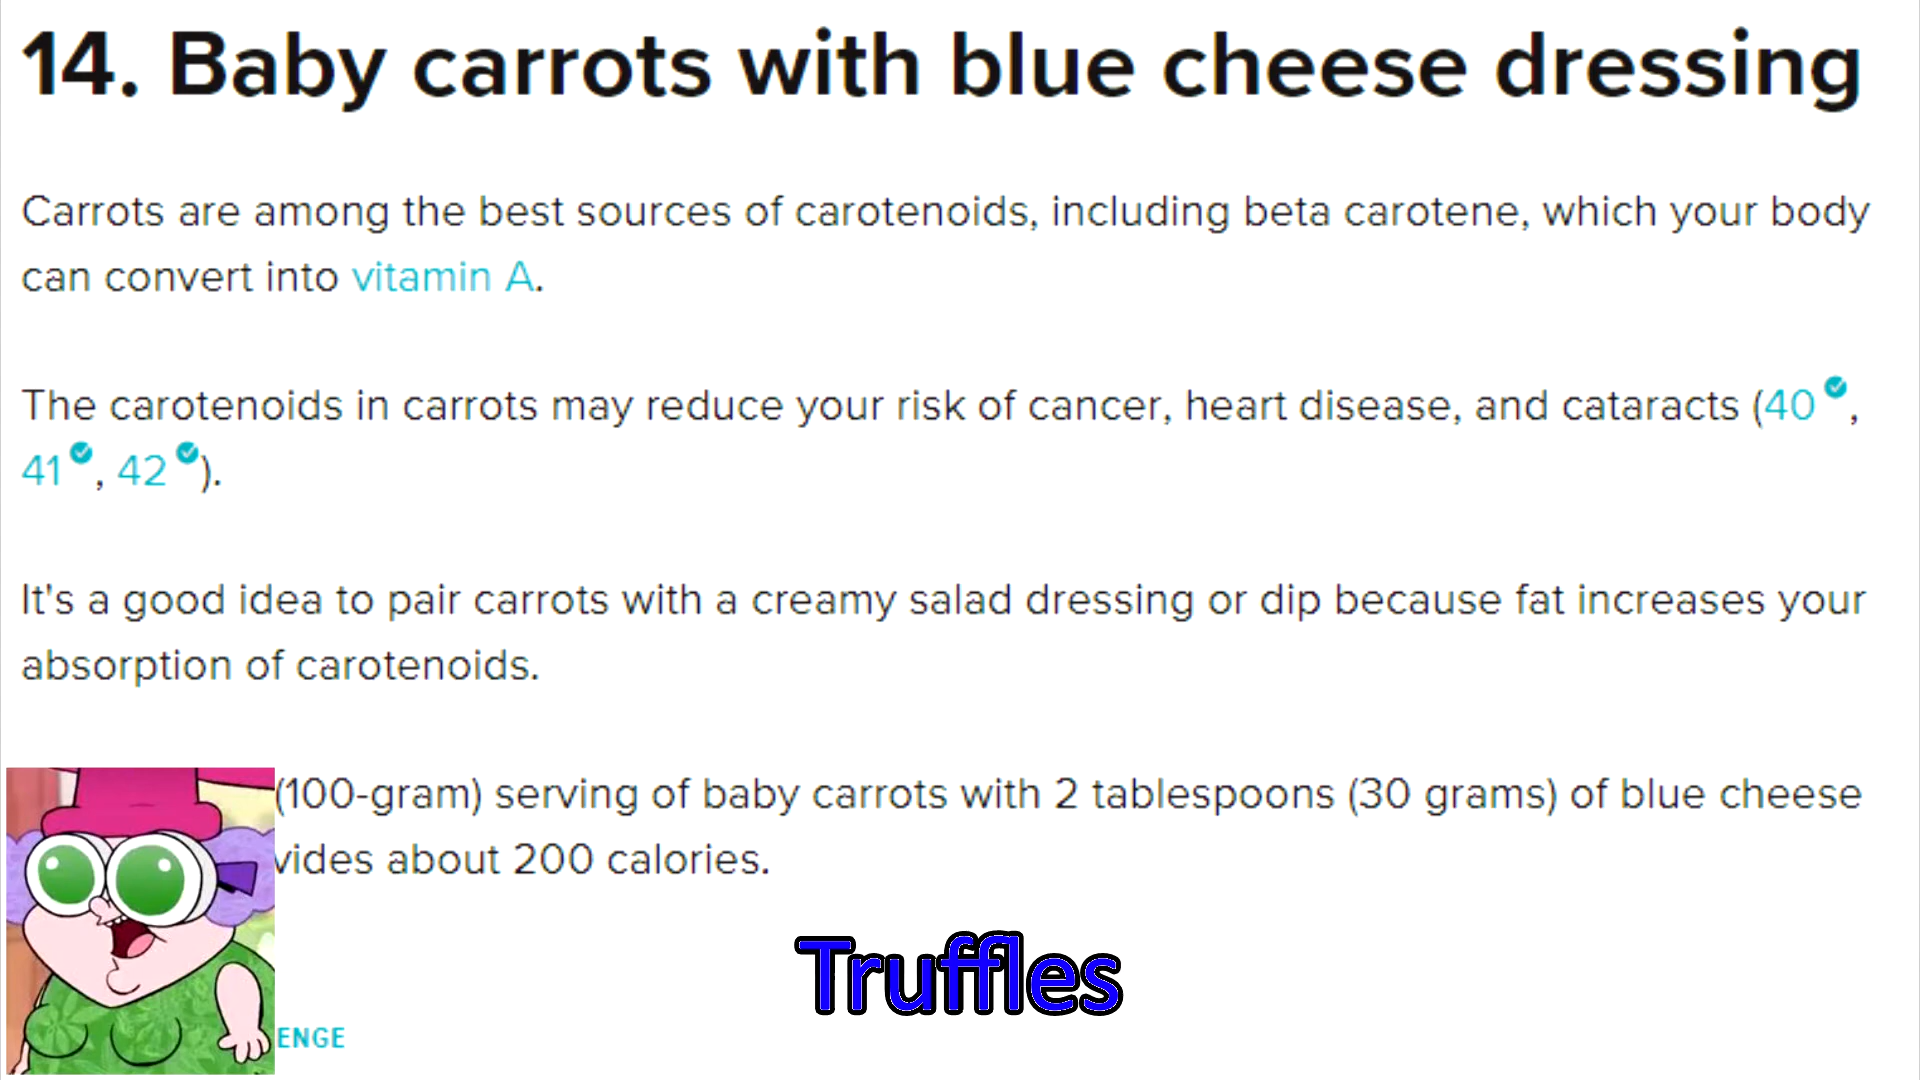 14. Baby carrots with blue cheese dressing
Carrots are among the best sources of carotenoids, including beta carotene, which your body
can convert into vitamin A.
The carotenoids in carrots may reduce your risk of cancer, heart disease, and cataracts (40,
41, 42).
It's a good idea to pair carrots with a creamy salad dressing or dip because fat increases your
absorption of carotenoids.
(100-gram) serving of baby carrots with 2 tablespoons (30 grams) of blue cheese
vides about 200 calories.
Truffles
ENGE